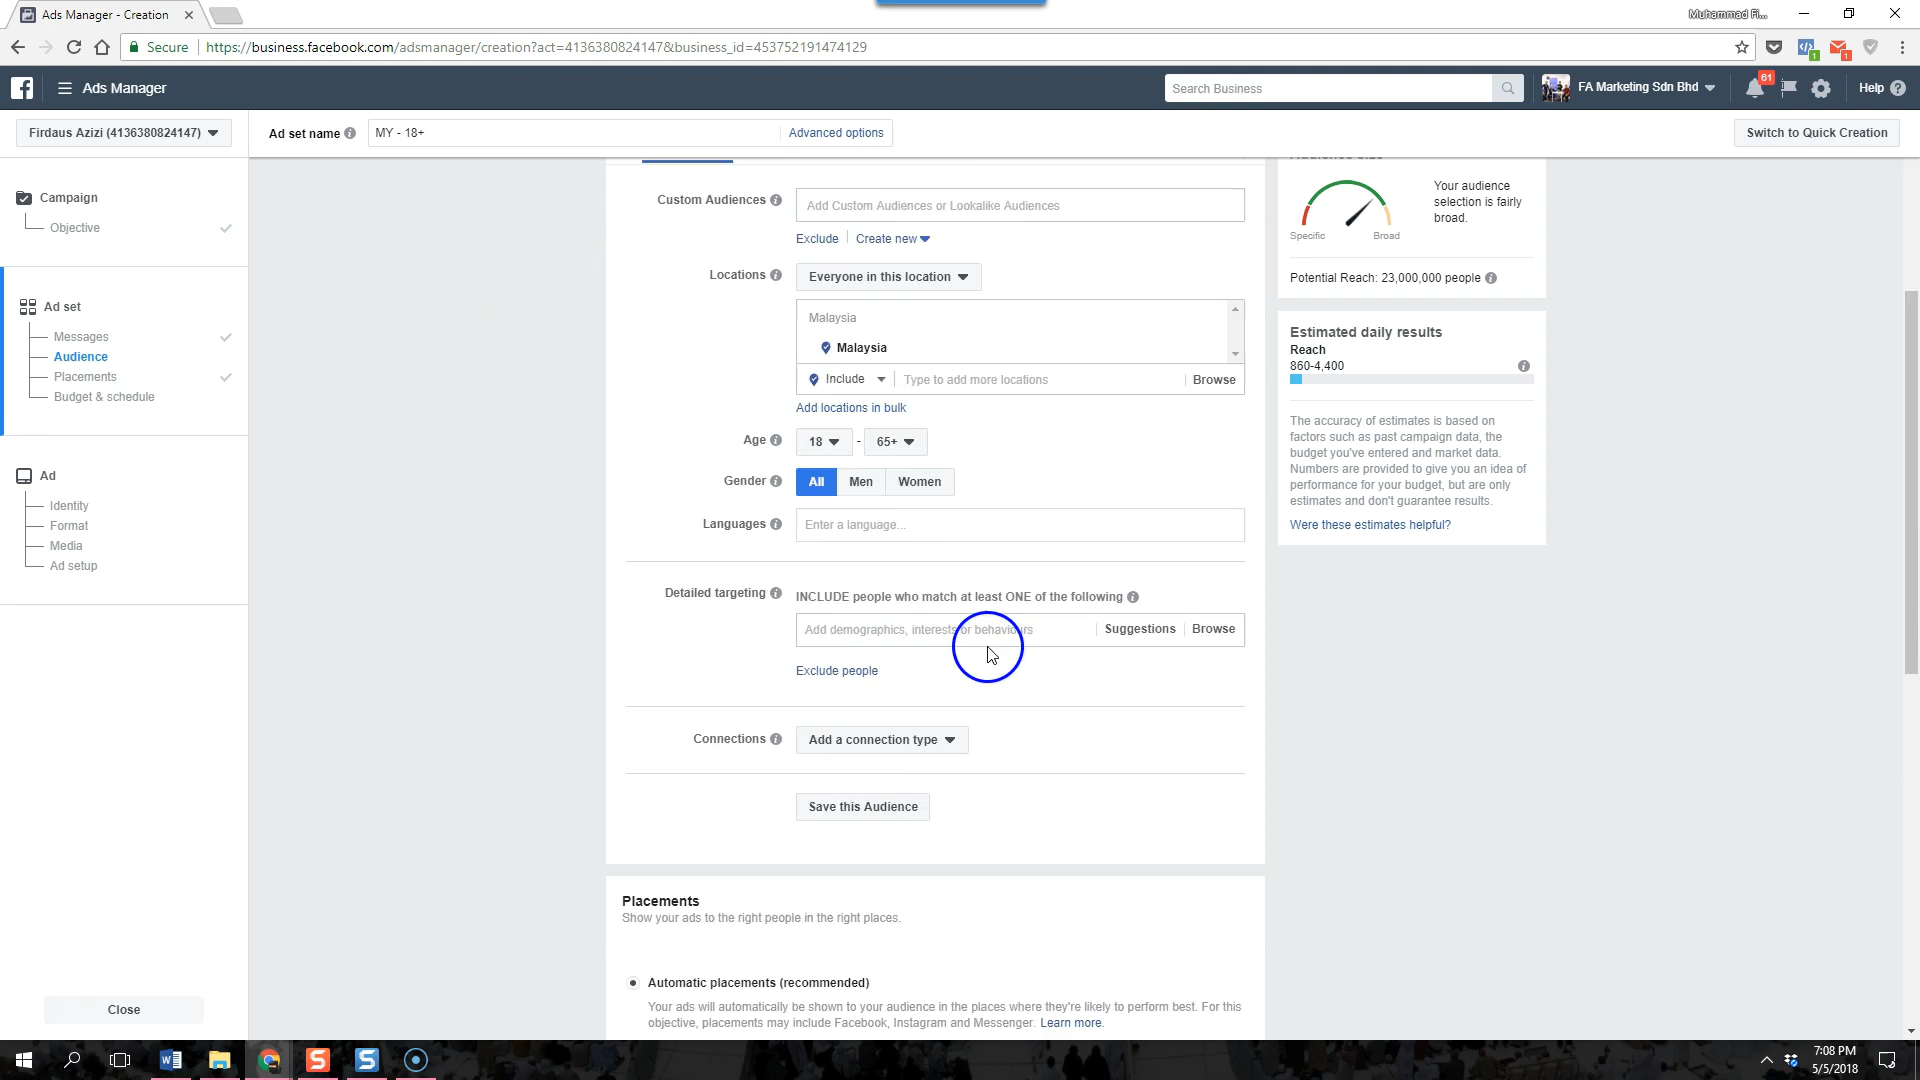 Ads Manager - Creation
Muhammad Fi...
Secure
https://business.facebook.com/adsmanager/creation?act=4136380824147&business_id=453752191474129
1
1
Ads Manager
Search Business
FA Marketing Sdn Bhd
61
Help
Firdaus Azizi (4136380824147)
Ad set name
MY - 18+
Advanced options
Switch to Quick Creation
Campaign
Objective
Ad set
Messages
Audience
Placements
Budget & schedule
Ad
Identity
Format
Media
Ad setup
Close
Custom Audiences
Add Custom Audiences or Lookalike Audiences
Exclude
Create new
Locations
Everyone in this location
Malaysia
Malaysia
Include
Type to add more locations
Browse
Add locations in bulk
Age
18
-
65+
Gender
All
Men
Women
Languages
Enter a language...
Detailed targeting
INCLUDE people who match at least ONE of the following
Add demographics, interests or behaviours
Suggestions
Browse
Exclude people
Connections
Add a connection type
Save this Audience
Placements
Show your ads to the right people in the right places.
Automatic placements (recommended)
Your ads will automatically be shown to your audience in the places where they're likely to perform best. For this
objective, placements may include Facebook, Instagram and Messenger. Learn more.
Audience size
Your audience
selection is fairly
broad.
Specific
Broad
Potential Reach: 23,000,000 people
Estimated daily results
Reach
860-4,400
The accuracy of estimates is based on
factors such as past campaign data, the
budget you've entered and market data.
Numbers are provided to give you an idea of
performance for your budget, but are only
estimates and don't guarantee results.
Were these estimates helpful?
7:08 PM
5/5/2018